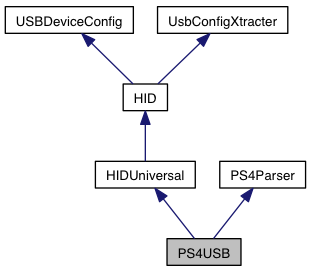 USBDeviceConfig
UsbConfigXtracter
HID
HIDUniversal
PS4Parser
PS4USB